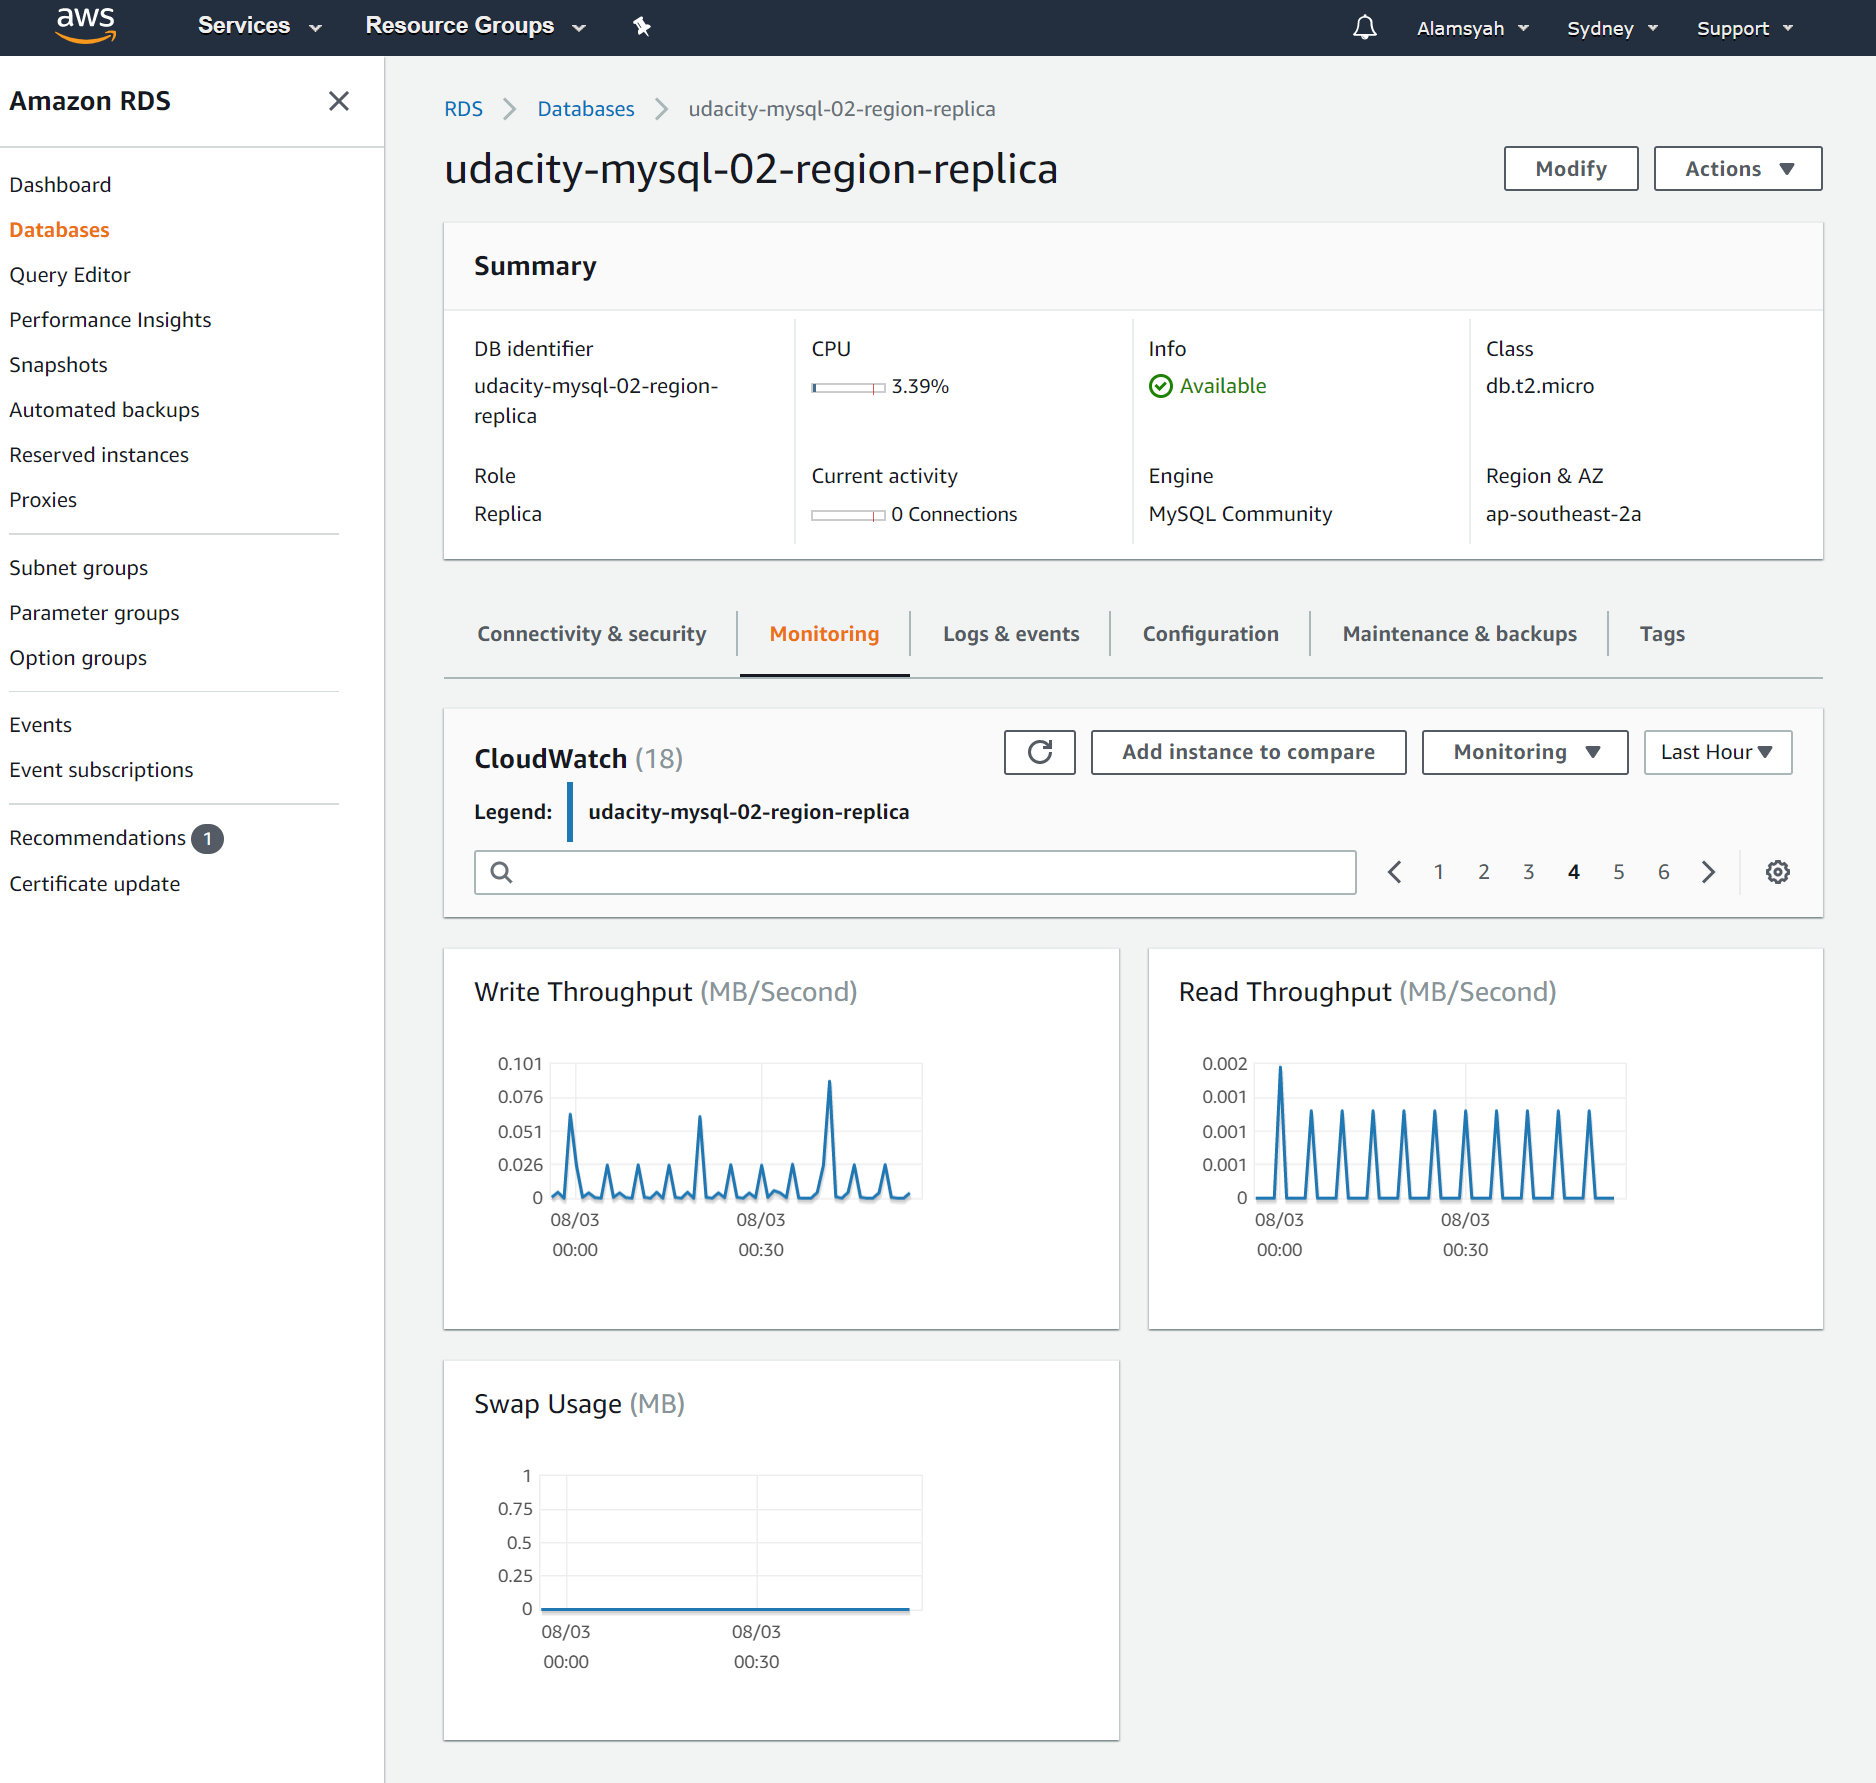 aws Services Resource Groups Alamsyah Sydney Support
Amazon RDS
Dashboard
Databases
Query Editor
Performance Insights
Snapshots
Automated backups
Reserved instances
Proxies
Subnet groups
Parameter groups
Option groups
Events
Event subscriptions
Recommendations 1
Certificate update
RDS Databases udacity-mysql-02-region-replica
udacity-mysql-02-region-replica
Modify Actions
Summary
DB identifier
udacity-mysql-02-region-
replica
CPU
3.39%
Info
Available
Class
db.t2.micro
Role
Replica
Current activity
0 Connections
Engine
MySQL Community
Region & AZ
ap-southeast-2a
Connectivity & security Monitoring Logs & events Configuration Maintenance & backups Tags
CloudWatch (18)
Add instance to compare Monitoring Last Hour
Legend: udacity-mysql-02-region-replica
1 2 3 4 5 6
Write Throughput (MB/Second)
0.101
0.076
0.051
0.026
0
08/03 08/03
00:00 00:30
Read Throughput (MB/Second)
0.002
0.001
0.001
0.001
0
08/03 08/03
00:00 00:30
Swap Usage (MB)
1
0.75
0.5
0.25
0
08/03 08/03
00:00 00:30